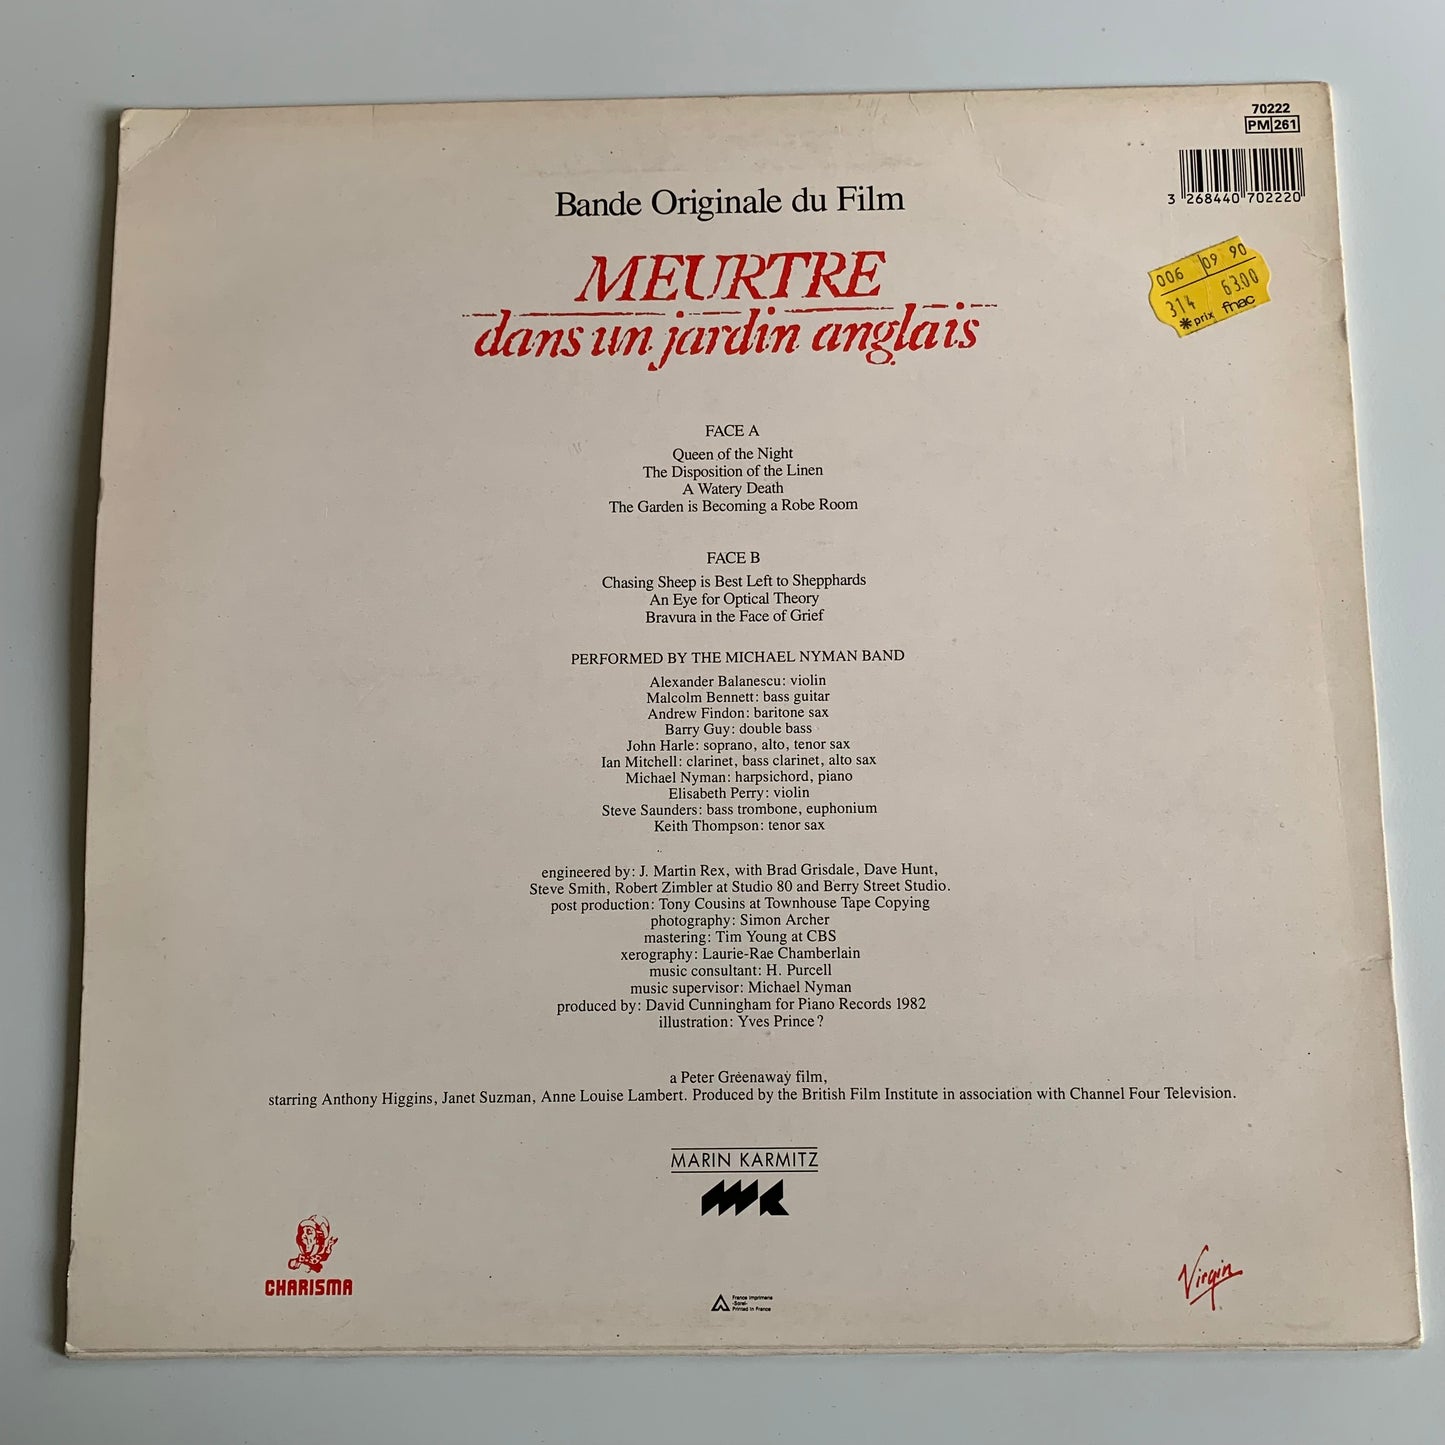 70222
PM 261
3 268440 702220
Bande Originale du Film
006 09 90
314 63.00
*prix fnac
MEURTRE
dans un jardin anglais
FACE A
Queen of the Night
The Disposition of the Linen
A Watery Death
The Garden is Becoming a Robe Room
FACE B
Chasing Sheep is Best Left to Shepphards
An Eye for Optical Theory
Bravura in the Face of Grief
PERFORMED BY THE MICHAEL NYMAN BAND
Alexander Balanescu: violin
Malcolm Bennett: bass guitar
Andrew Findon: baritone sax
Barry Guy: double bass
John Harle: soprano, alto, tenor sax
Ian Mitchell: clarinet, bass clarinet, alto sax
Michael Nyman: harpsichord, piano
Elisabeth Perry: violin
Steve Saunders: bass trombone, euphonium
Keith Thompson: tenor sax
engineered by: J. Martin Rex, with Brad Grisdale, Dave Hunt,
Steve Smith, Robert Zimbler at Studio 80 and Berry Street Studio.
post production: Tony Cousins at Townhouse Tape Copying
photography: Simon Archer
mastering: Tim Young at CBS
xerography: Laurie-Rae Chamberlain
music consultant: H. Purcell
music supervisor: Michael Nyman
produced by: David Cunningham for Piano Records 1982
illustration: Yves Prince ?
a Peter Greenaway film,
starring Anthony Higgins, Janet Suzman, Anne Louise Lambert. Produced by the British Film Institute in association with Channel Four Television.
MARIN KARMITZ
CHARISMA
France Imprimerie
-Sorel-
Printed in France
Virgin